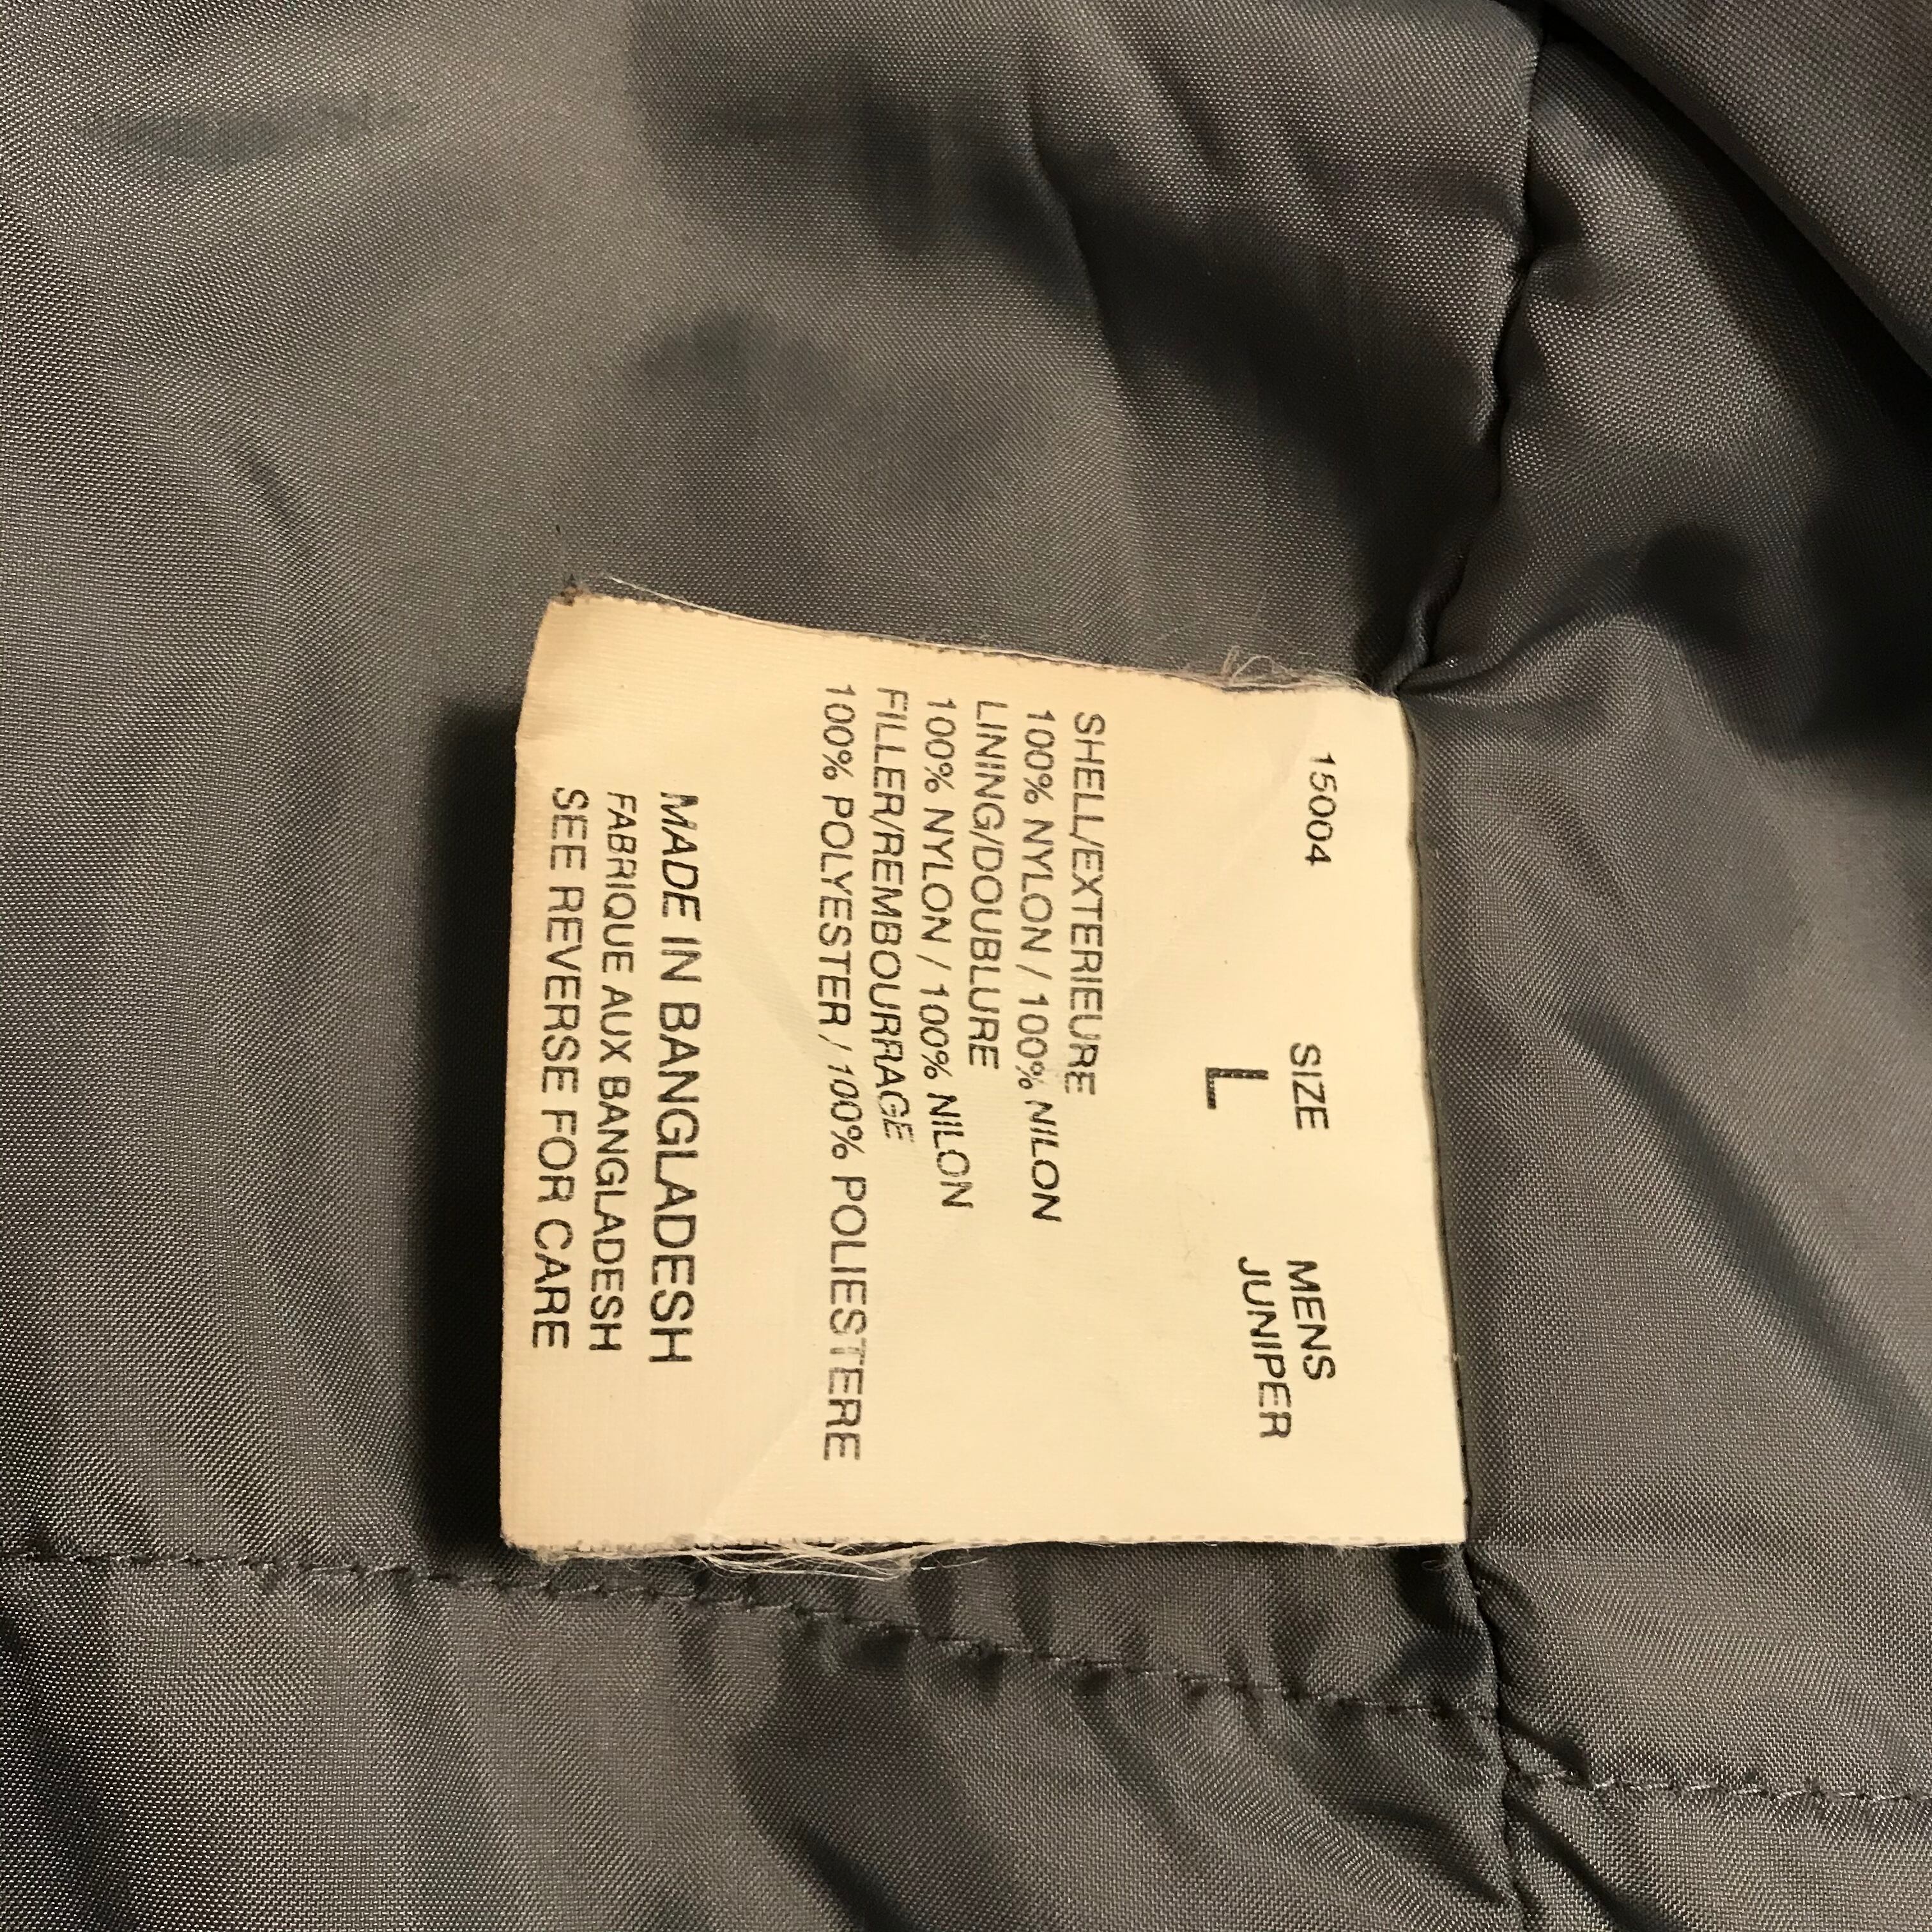 15004 SIZE MENS
L JUNIPER
SHELL/EXTERIEURE
100% NYLON / 100% NILON
LINING/DOUBLURE
100% NYLON / 100% NILON
FILLER/REMBOURRAGE
100% POLYESTER / 100% POLIESTERE
MADE IN BANGLADESH
FABRIQUE AUX BANGLADESH
SEE REVERSE FOR CARE